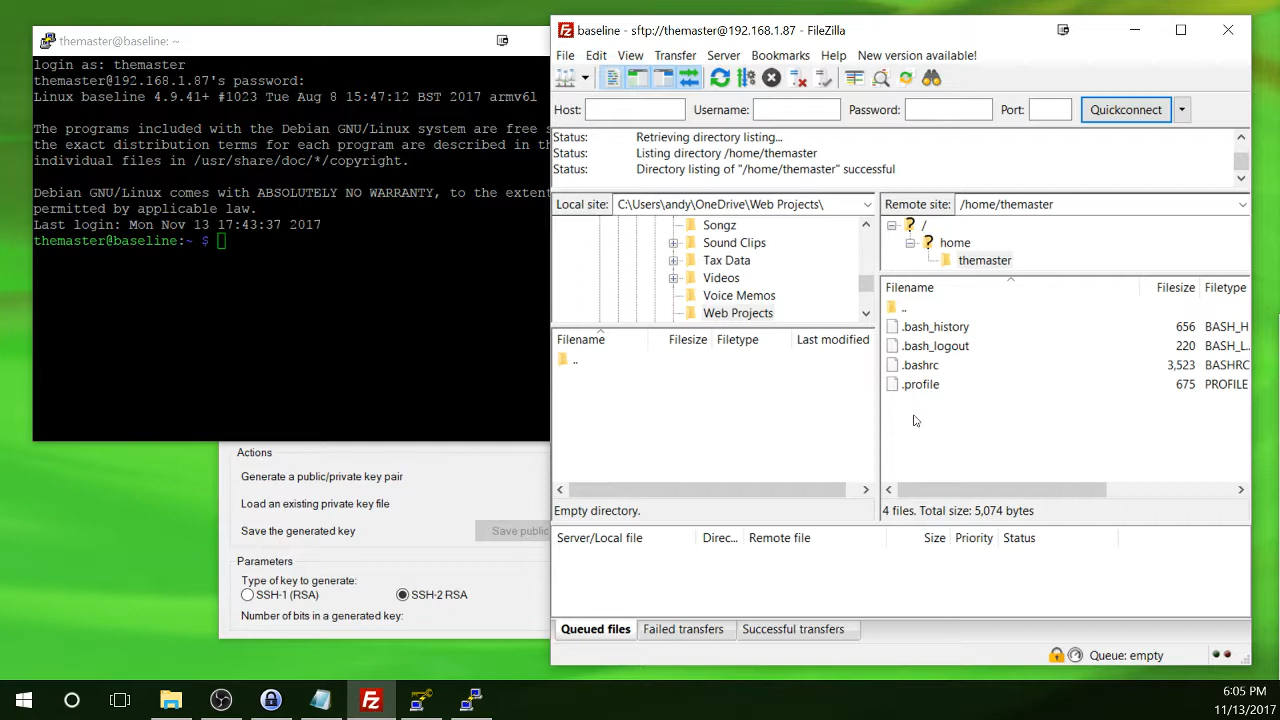 themaster@baseline: ~
login as: themaster
themaster@192.168.1.87's password:
Linux baseline 4.9.41+ #1023 Tue Aug 8 15:47:12 BST 2017 armv6l
The programs included with the Debian GNU/Linux system are free s
the exact distribution terms for each program are described in th
individual files in /usr/share/doc/*/copyright.
Debian GNU/Linux comes with ABSOLUTELY NO WARRANTY, to the extent
permitted by applicable law.
Last login: Mon Nov 13 17:43:37 2017
themaster@baseline:~ $
Actions
Generate a public/private key pair
Load an existing private key file
Save the generated key
Save public
Parameters
Type of key to generate:
SSH-1 (RSA) SSH-2 RSA
Number of bits in a generated key:
baseline - sftp://themaster@192.168.1.87 - FileZilla
File Edit View Transfer Server Bookmarks Help New version available!
Host: Username: Password: Port: Quickconnect
Status: Retrieving directory listing...
Status: Listing directory /home/themaster
Status: Directory listing of "/home/themaster" successful
Local site: C:\Users\andy\OneDrive\Web Projects\
Songz
Sound Clips
Tax Data
Videos
Voice Memos
Web Projects
Filename Filesize Filetype Last modified
..
Empty directory.
Remote site: /home/themaster
/
home
themaster
Filename Filesize Filetype
..
.bash_history 656 BASH_H
.bash_logout 220 BASH_L..
.bashrc 3,523 BASHRC
.profile 675 PROFILE
4 files. Total size: 5,074 bytes
Server/Local file Direc... Remote file Size Priority Status
Queued files Failed transfers Successful transfers
Queue: empty
6:05 PM
11/13/2017